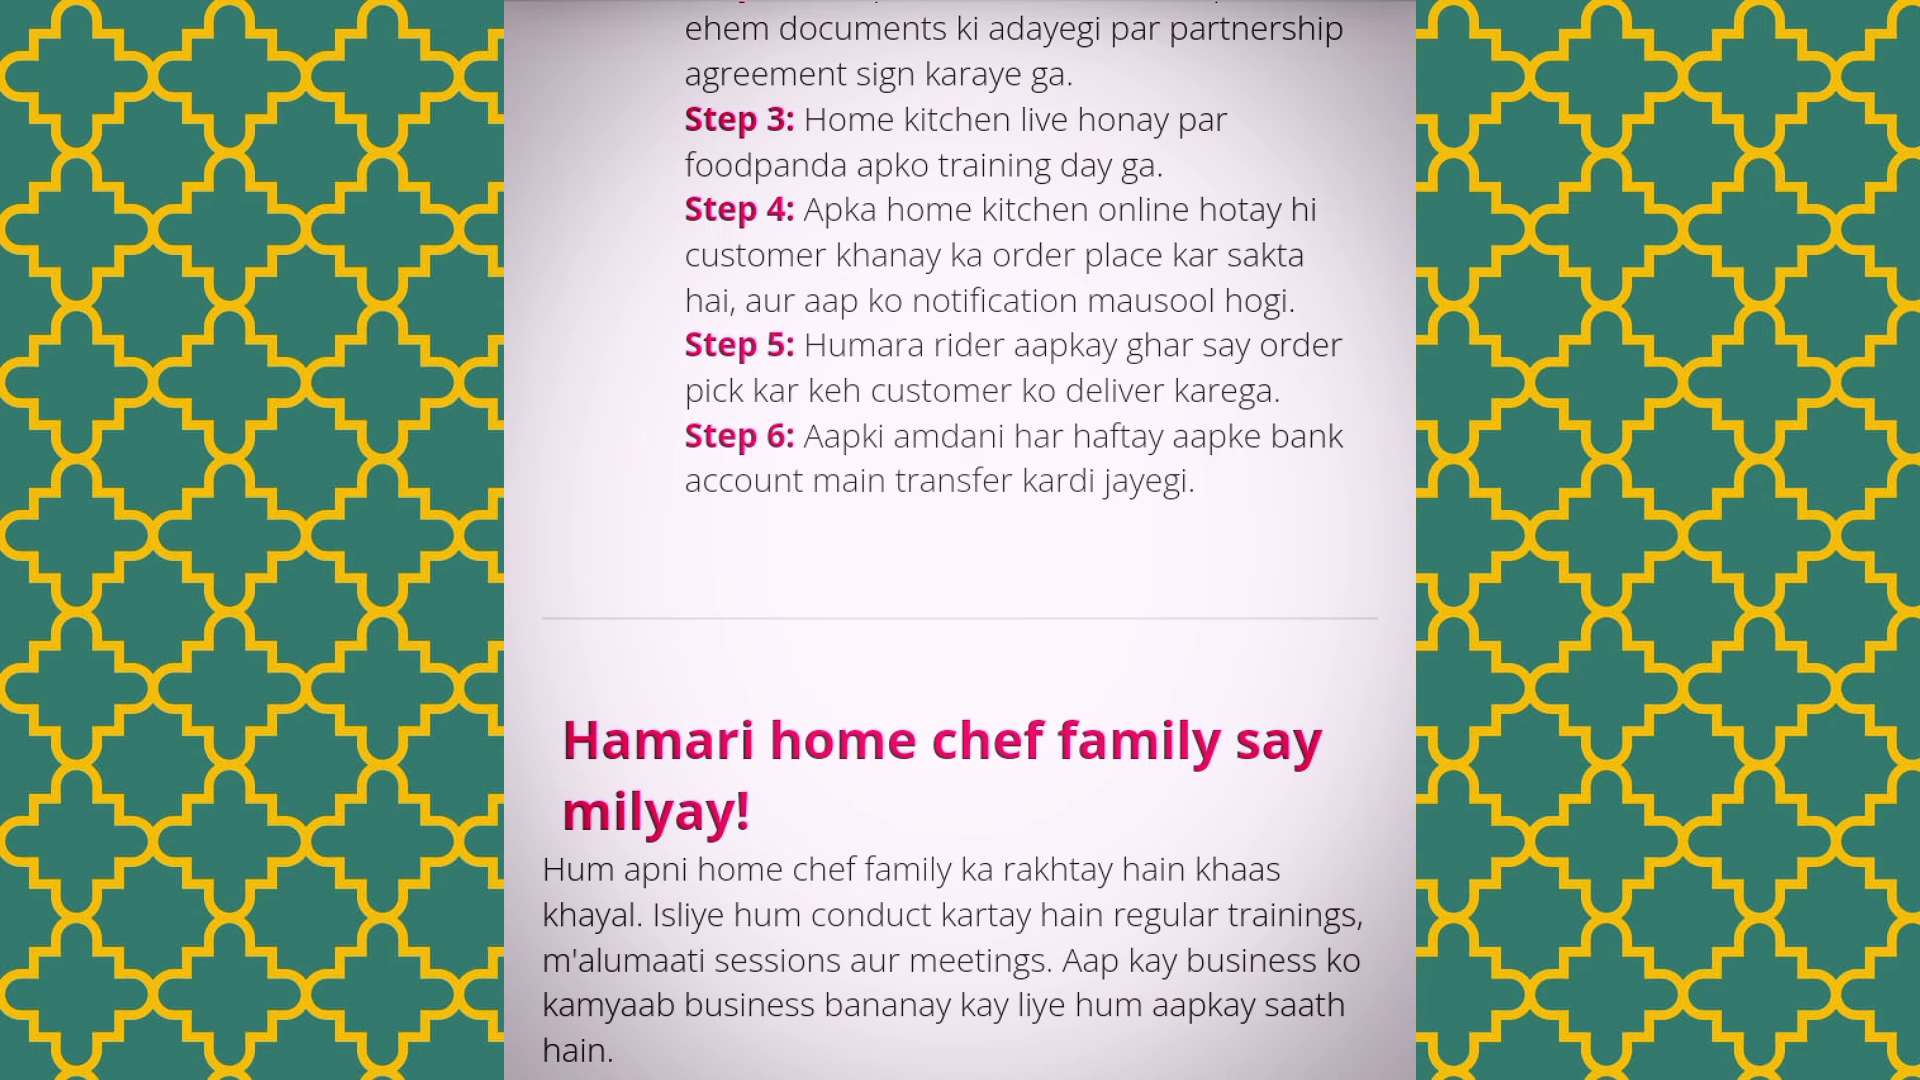 ehem documents ki adayegi par partnership
agreement sign karaye ga.
Step 3: Home kitchen live honay par
foodpanda apko training day ga.
Step 4: Apka home kitchen online hotay hi
customer khanay ka order place kar sakta
hai, aur aap ko notification mausool hogi.
Step 5: Humara rider aapkay ghar say order
pick kar keh customer ko deliver karega.
Step 6: Aapki amdani har haftay aapke bank
account main transfer kardi jayegi.
Hamari home chef family say
milyay!
Hum apni home chef family ka rakhtay hain khaas
khayal. Isliye hum conduct kartay hain regular trainings,
m'alumaati sessions aur meetings. Aap kay business ko
kamyaab business bananay kay liye hum aapkay saath
hain.